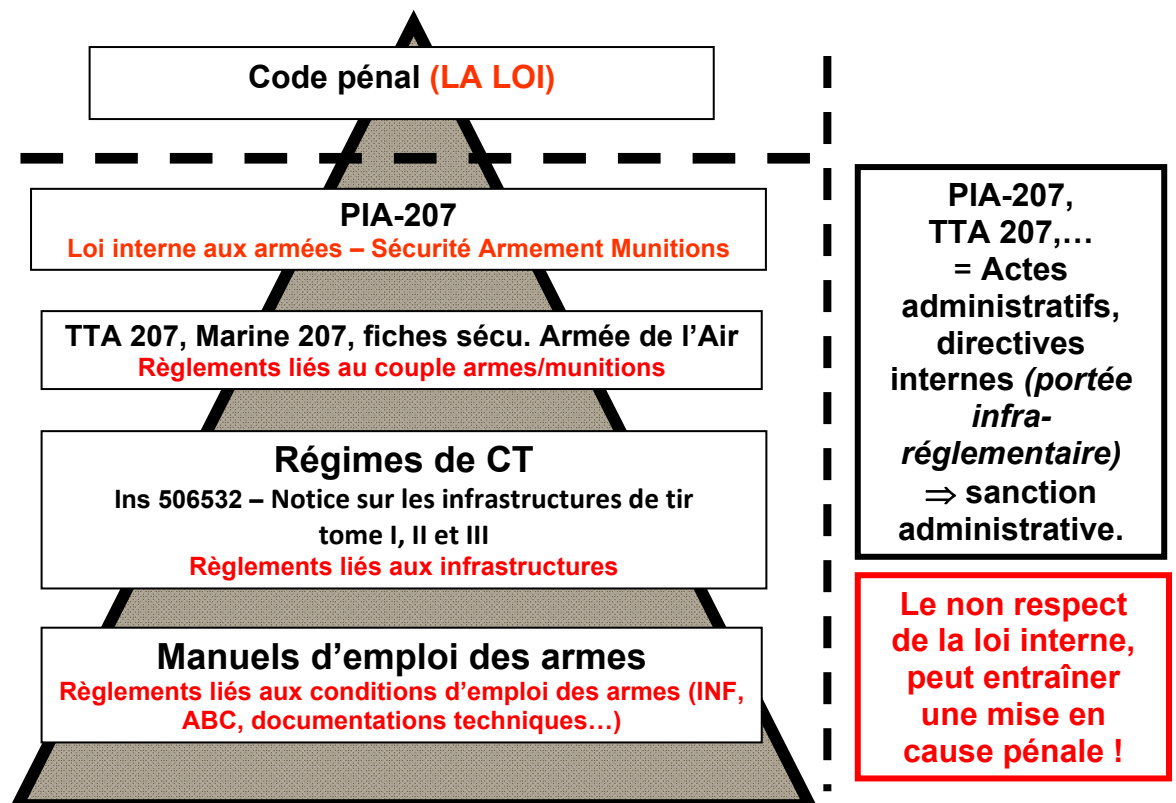 Code pénal (LA LOI)
PIA-207
Loi interne aux armées – Sécurité Armement Munitions
TTA 207, Marine 207, fiches sécu. Armée de l'Air
Règlements liés au couple armes/munitions
Régimes de CT
Ins 506532 – Notice sur les infrastructures de tir
tome I, II et III
Règlements liés aux infrastructures
Manuels d'emploi des armes
Règlements liés aux conditions d'emploi des armes (INF,
ABC, documentations techniques…)
PIA-207,
TTA 207,…
= Actes
administratifs,
directives
internes (portée
infra-
réglementaire)
⇒ sanction
administrative.
Le non respect
de la loi interne,
peut entraîner
une mise en
cause pénale !